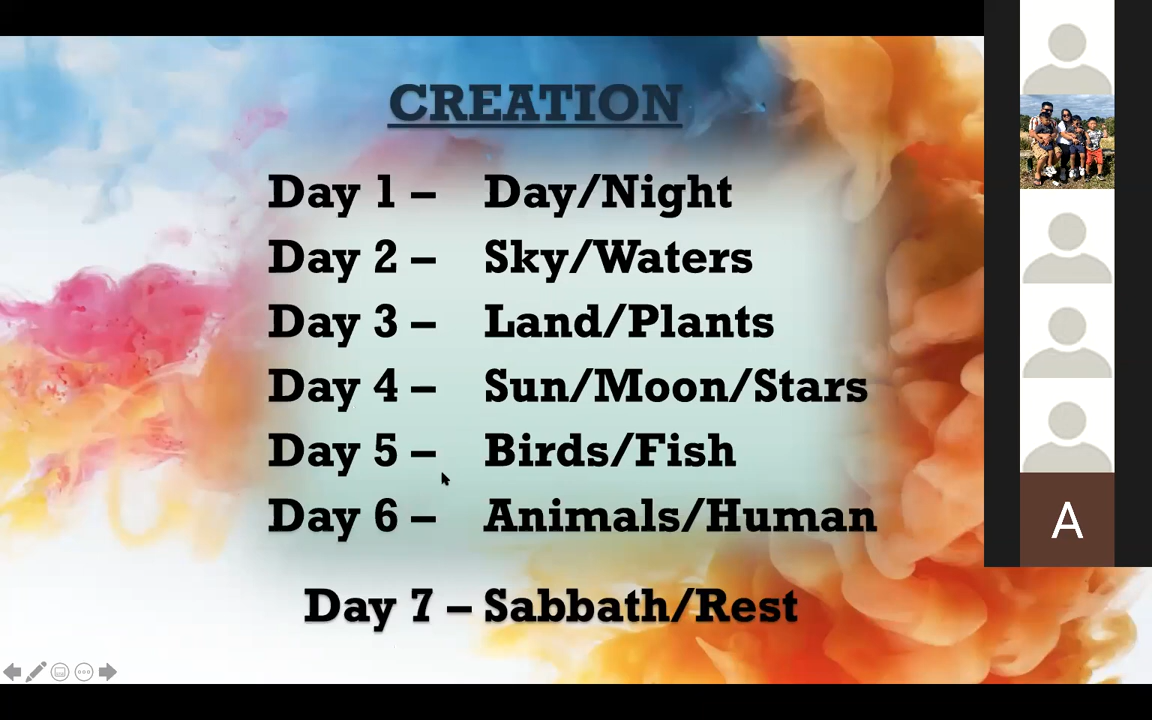 CREATION
Day 1 – Day/Night
Day 2 – Sky/Waters
Day 3 – Land/Plants
Day 4 – Sun/Moon/Stars
Day 5 – Birds/Fish
Day 6 – Animals/Human
Day 7 – Sabbath/Rest
A